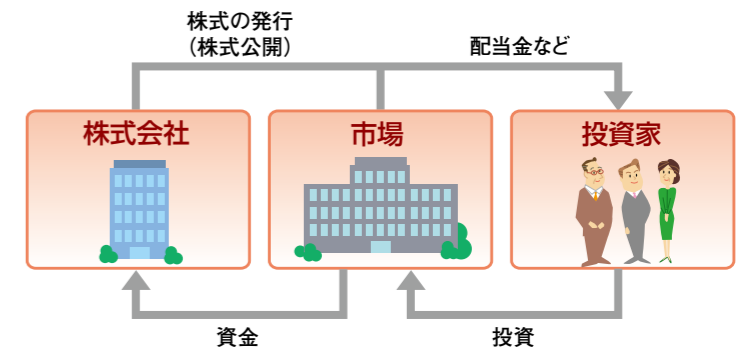 株式の発行
（株式公開）
配当金など
株式会社
市場
投資家
資金
投資